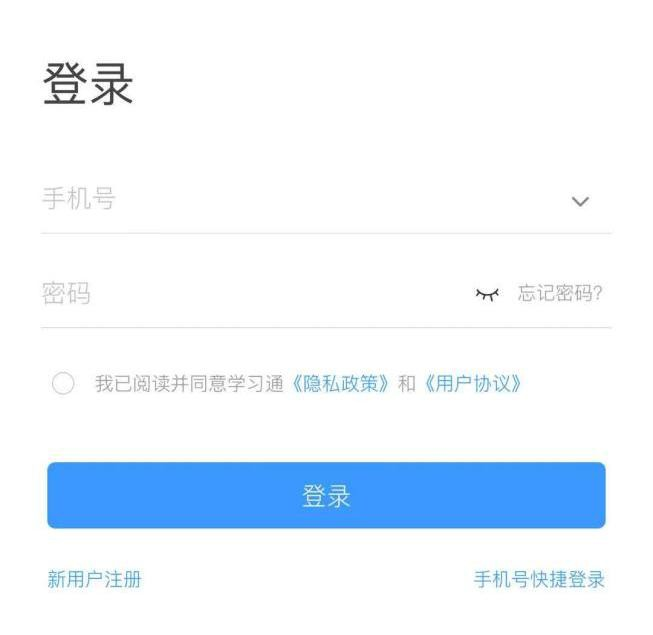 登录
手机号
密码 忘记密码?
我已阅读并同意学习通《隐私政策》和《用户协议》
登录
新用户注册 手机号快捷登录